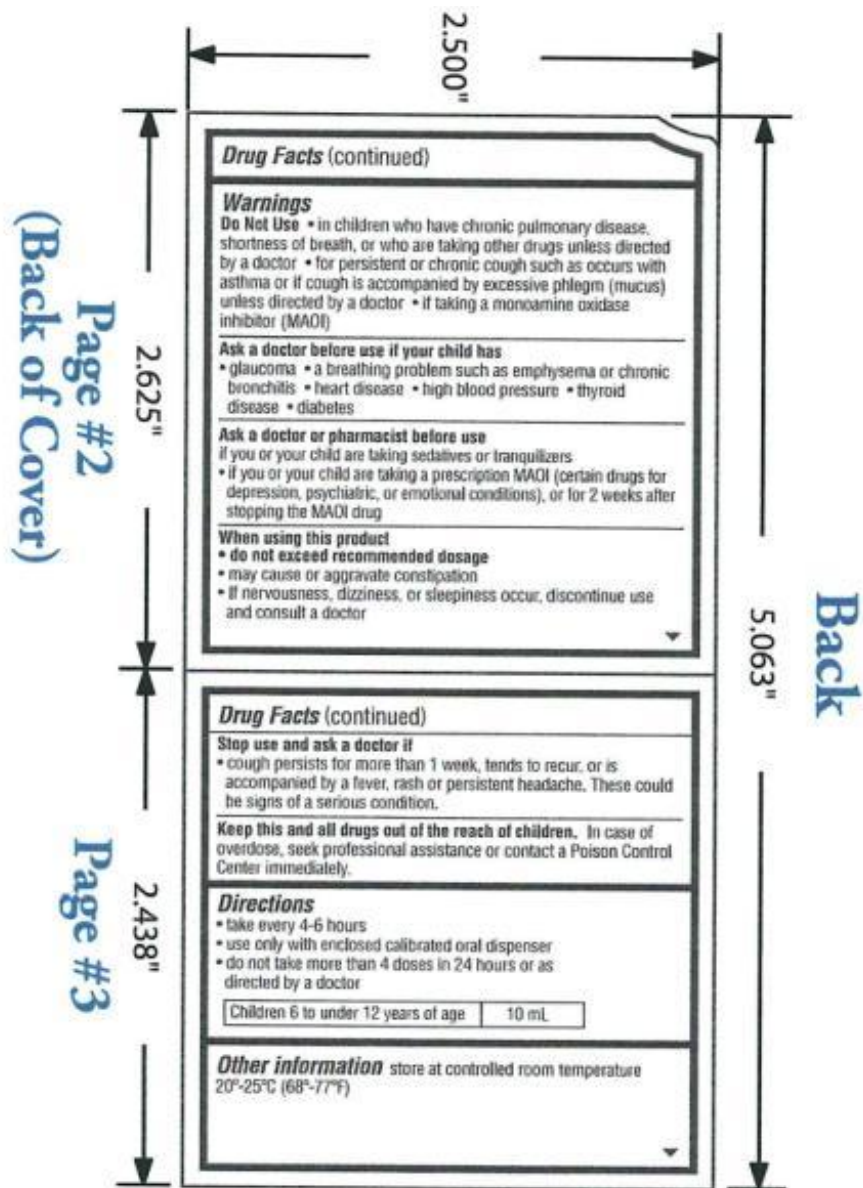 2.500"
Drug Facts (continued)
Warnings
Do Not Use • in children who have chronic pulmonary disease,
shortness of breath, or who are taking other drugs unless directed
by a doctor • for persistent or chronic cough such as occurs with
asthma or if cough is accompanied by excessive phlegm (mucus)
unless directed by a doctor • if taking a monoamine oxidase
inhibitor (MAOI)
Ask a doctor before use if your child has
• glaucoma • a breathing problem such as emphysema or chronic
bronchitis • heart disease • high blood pressure • thyroid
disease • diabetes
Ask a doctor or pharmacist before use
if you or your child are taking sedatives or tranquilizers
• if you or your child are taking a prescription MAOI (certain drugs for
depression, psychiatric, or emotional conditions), or for 2 weeks after
stopping the MAOI drug
When using this product
• do not exceed recommended dosage
• may cause or aggravate constipation
• If nervousness, dizziness, or sleepiness occur, discontinue use
and consult a doctor
Page #2
(Back of Cover)
2.625"
Back
5.063"
Drug Facts (continued)
Stop use and ask a doctor if
• cough persists for more than 1 week, tends to recur, or is
accompanied by a fever, rash or persistent headache. These could
be signs of a serious condition.
Keep this and all drugs out of the reach of children. In case of
overdose, seek professional assistance or contact a Poison Control
Center immediately.
Directions
• take every 4-6 hours
• use only with enclosed calibrated oral dispenser
• do not take more than 4 doses in 24 hours or as
directed by a doctor
Children 6 to under 12 years of age 10 mL
Other information store at controlled room temperature
20°-25°C (68°-77°F)
Page #3
2.438"